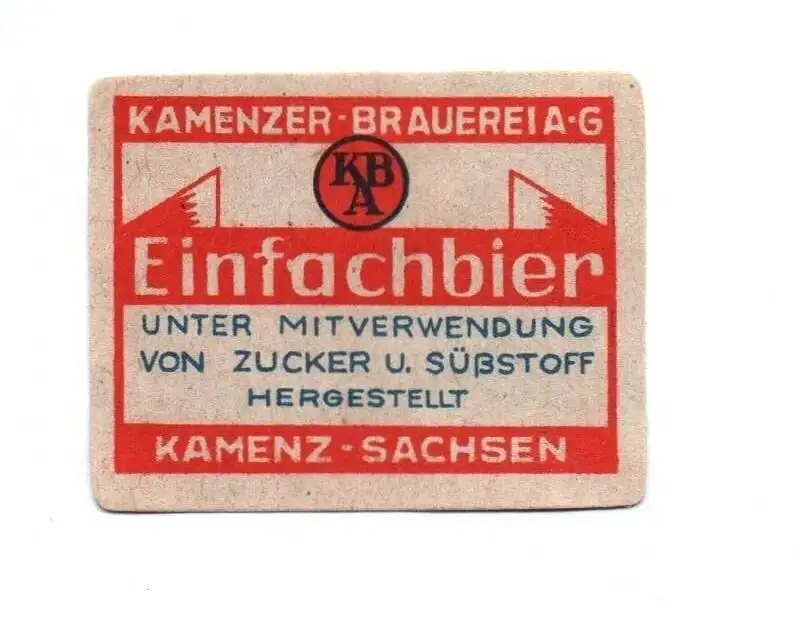 KAMENZER-BRAUEREI A·G
KBA
Einfachbier
UNTER MITVERWENDUNG
VON ZUCKER U. SÜßSTOFF
HERGESTELLT
KAMENZ-SACHSEN